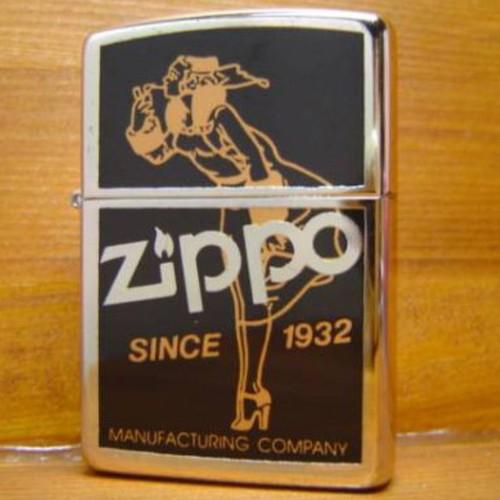 zippo
SINCE 1932
MANUFACTURING COMPANY